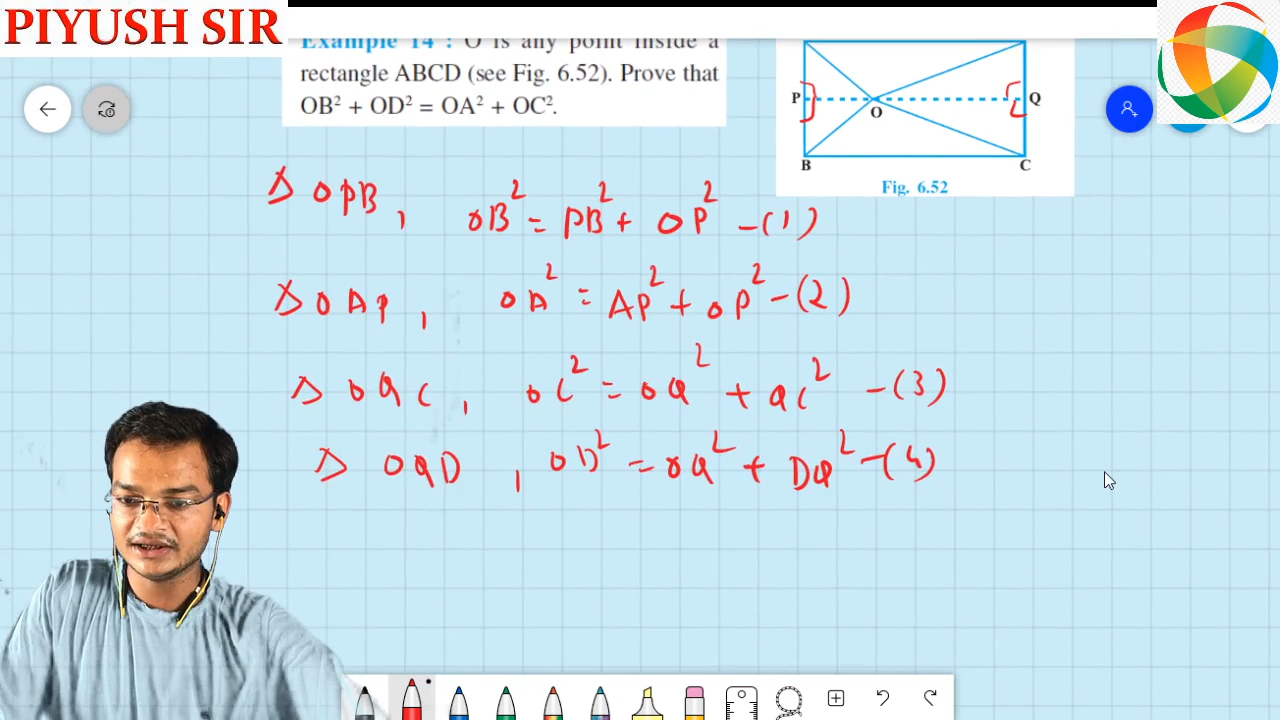 PIYUSH SIR
Example 14 : O is any point inside a
rectangle ABCD (see Fig. 6.52). Prove that
OB² + OD² = OA² + OC².
P
O
Q
B
C
Fig. 6.52
Δ OPB, OB² = PB² + OP² -(1)
Δ OAP, OA² = AP² + OP² -(2)
Δ OQC, OC² = OQ² + QC² -(3)
Δ OQD, OD² = OQ² + DQ² -(4)